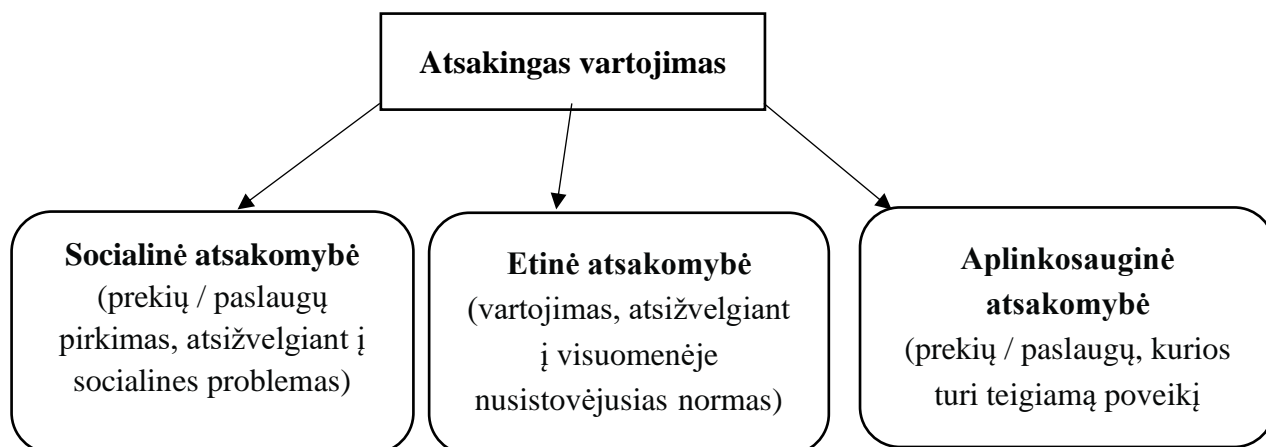 Atsakingas vartojimas
Socialinė atsakomybė
(prekių / paslaugų
pirkimas, atsižvelgiant į
socialines problemas)
Etinė atsakomybė
(vartojimas, atsižvelgiant
į visuomenėje
nusistovėjusias normas)
Aplinkosauginė
atsakomybė
(prekių / paslaugų, kurios
turi teigiamą poveikį